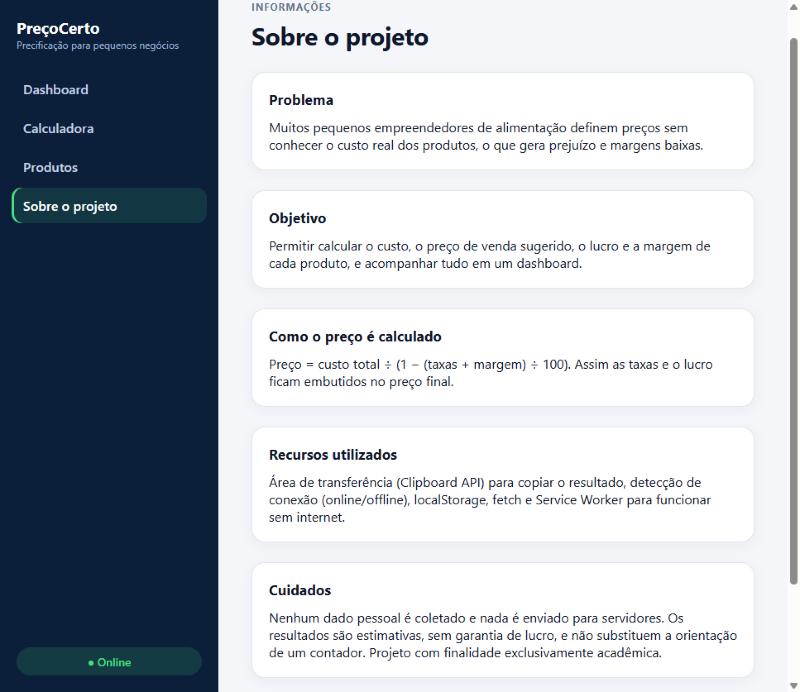 PreçoCerto
Precificação para pequenos negócios
Dashboard
Calculadora
Produtos
Sobre o projeto
● Online
INFORMAÇÕES
Sobre o projeto
Problema
Muitos pequenos empreendedores de alimentação definem preços sem
conhecer o custo real dos produtos, o que gera prejuízo e margens baixas.
Objetivo
Permitir calcular o custo, o preço de venda sugerido, o lucro e a margem de
cada produto, e acompanhar tudo em um dashboard.
Como o preço é calculado
Preço = custo total ÷ (1 − (taxas + margem) ÷ 100). Assim as taxas e o lucro
ficam embutidos no preço final.
Recursos utilizados
Área de transferência (Clipboard API) para copiar o resultado, detecção de
conexão (online/offline), localStorage, fetch e Service Worker para funcionar
sem internet.
Cuidados
Nenhum dado pessoal é coletado e nada é enviado para servidores. Os
resultados são estimativas, sem garantia de lucro, e não substituem a orientação
de um contador. Projeto com finalidade exclusivamente acadêmica.